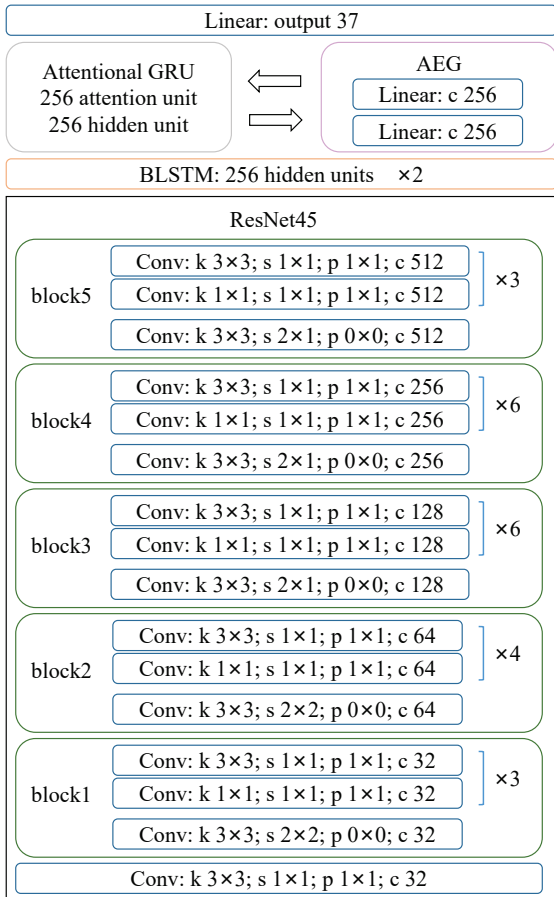 Linear: output 37
Attentional GRU
256 attention unit
256 hidden unit
AEG
Linear: c 256
Linear: c 256
BLSTM: 256 hidden units ×2
ResNet45
block5
Conv: k 3×3; s 1×1; p 1×1; c 512
Conv: k 1×1; s 1×1; p 1×1; c 512
×3
Conv: k 3×3; s 2×1; p 0×0; c 512
block4
Conv: k 3×3; s 1×1; p 1×1; c 256
Conv: k 1×1; s 1×1; p 1×1; c 256
×6
Conv: k 3×3; s 2×1; p 0×0; c 256
block3
Conv: k 3×3; s 1×1; p 1×1; c 128
Conv: k 1×1; s 1×1; p 1×1; c 128
×6
Conv: k 3×3; s 2×1; p 0×0; c 128
block2
Conv: k 3×3; s 1×1; p 1×1; c 64
Conv: k 1×1; s 1×1; p 1×1; c 64
×4
Conv: k 3×3; s 2×2; p 0×0; c 64
block1
Conv: k 3×3; s 1×1; p 1×1; c 32
Conv: k 1×1; s 1×1; p 1×1; c 32
×3
Conv: k 3×3; s 2×2; p 0×0; c 32
Conv: k 3×3; s 1×1; p 1×1; c 32